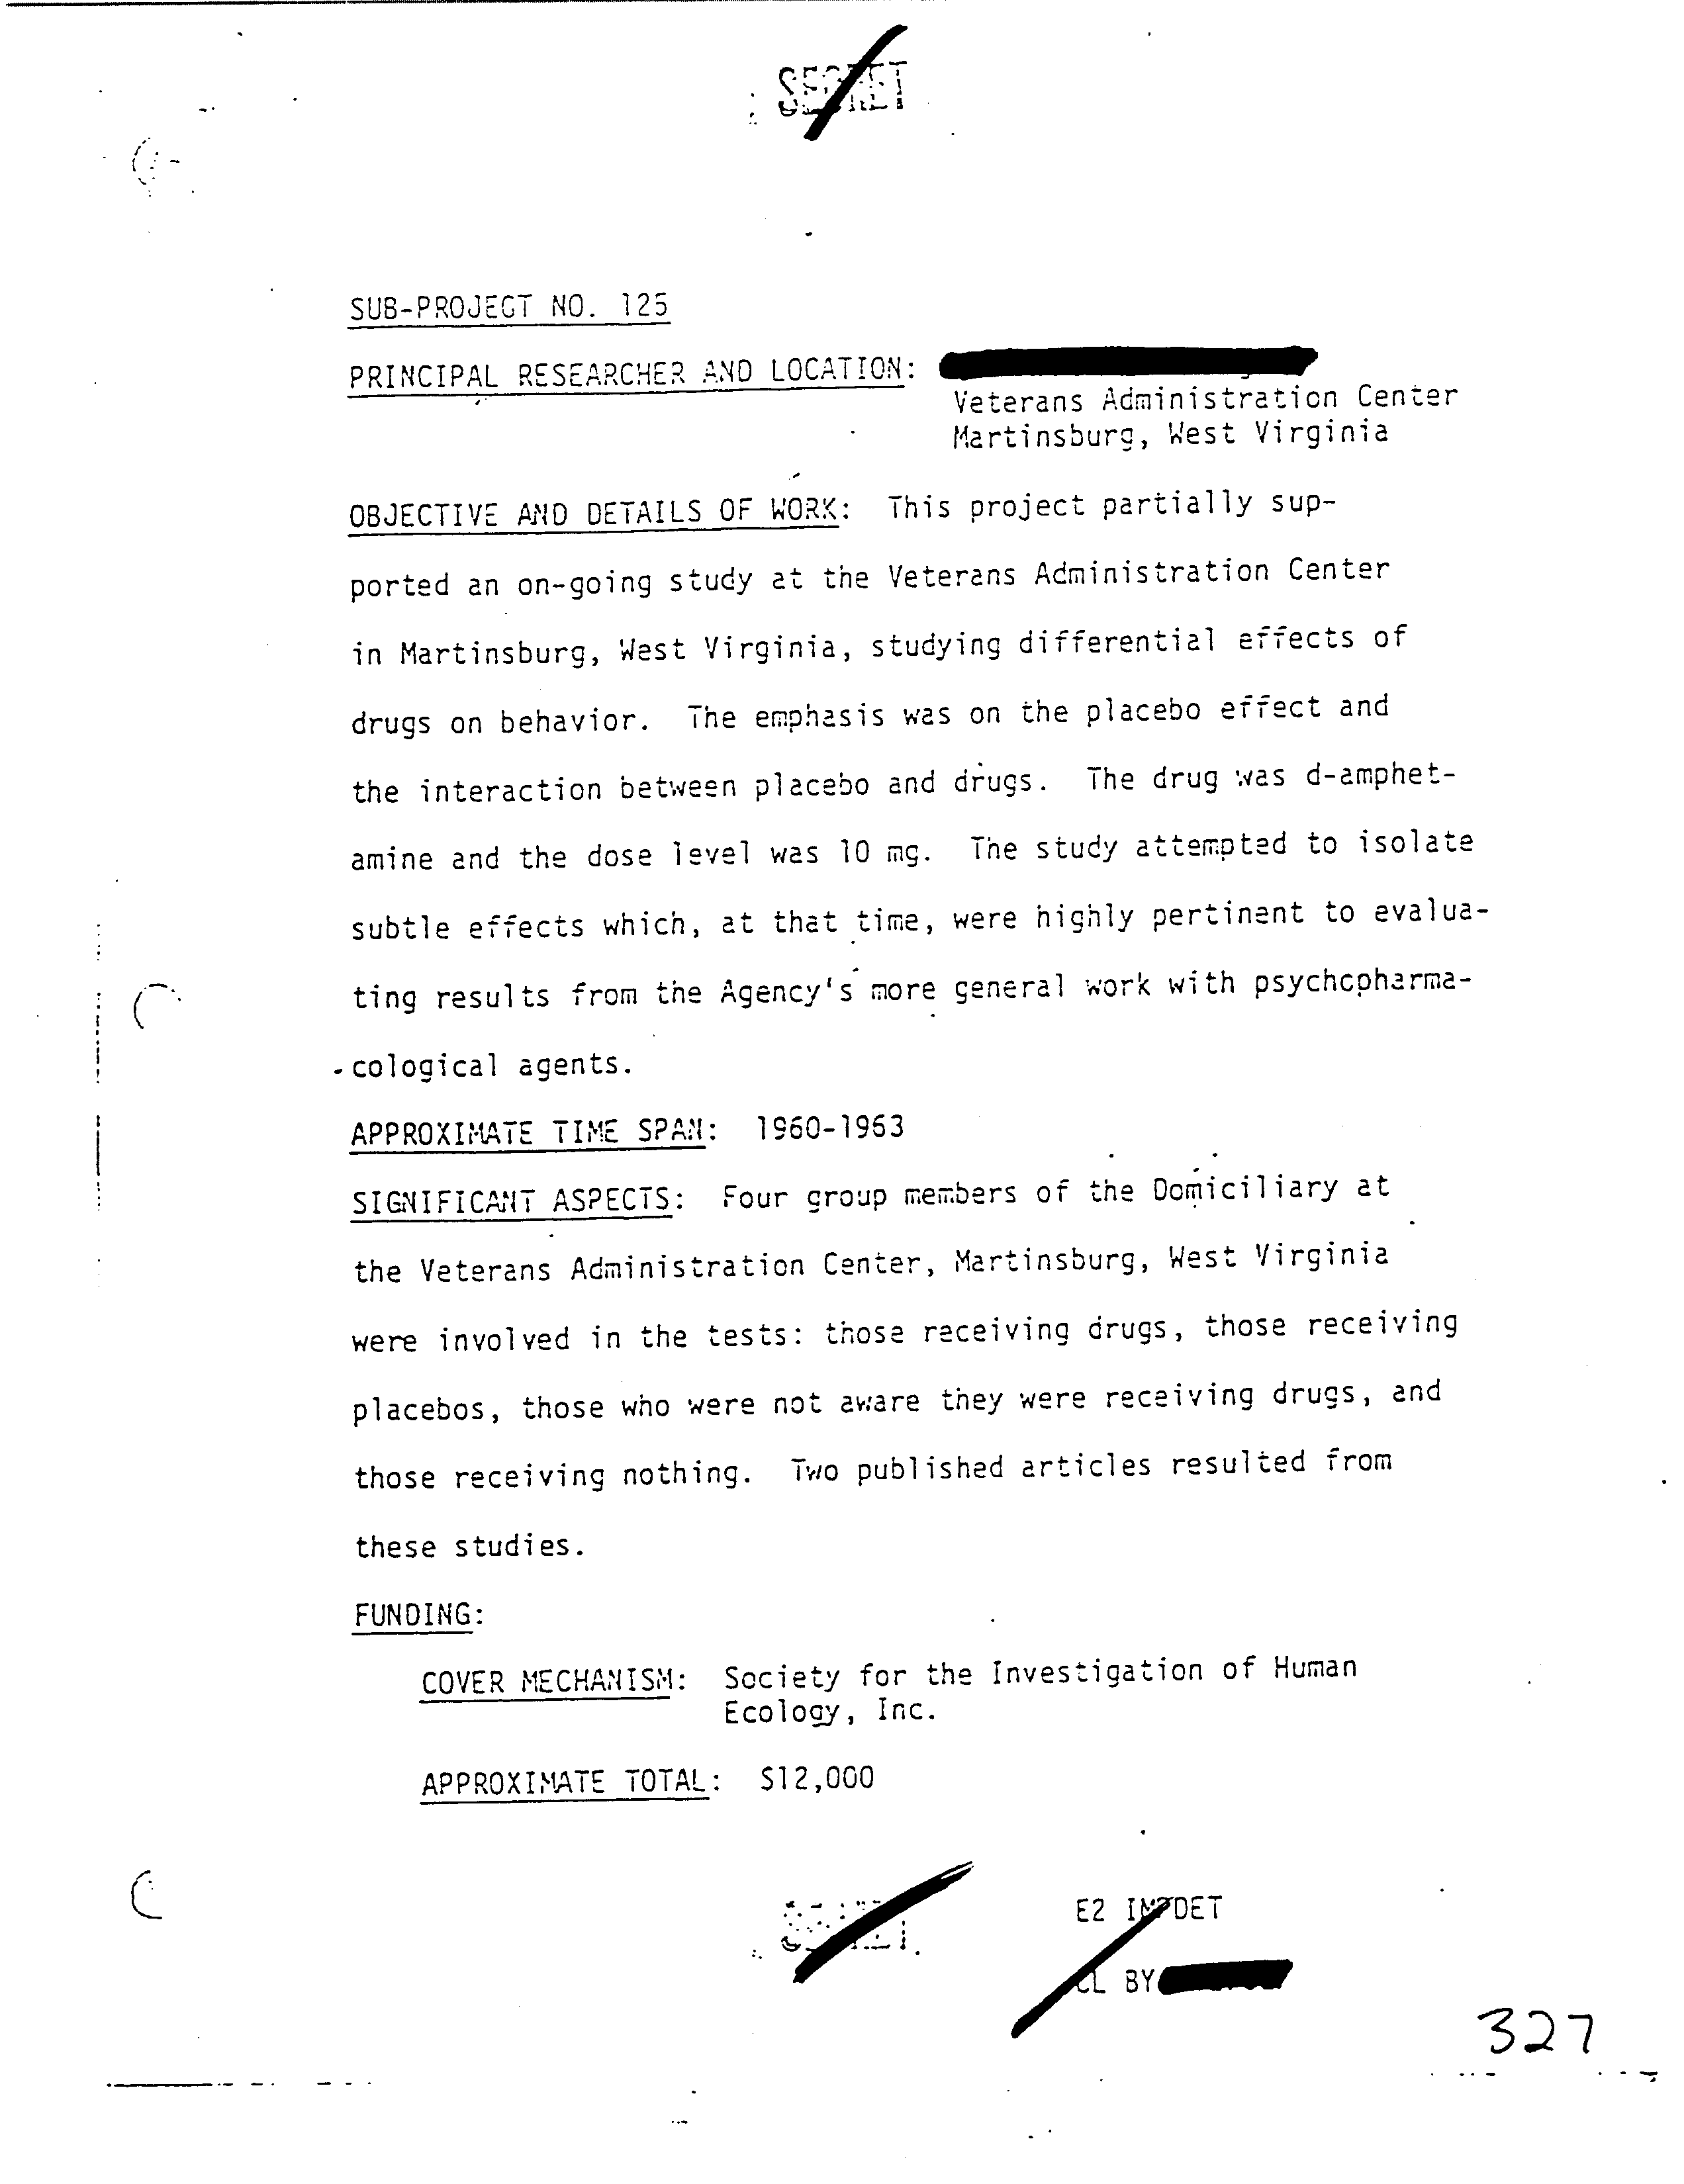 SECRET
SUB-PROJECT NO. 125
PRINCIPAL RESEARCHER AND LOCATION:
Veterans Administration Center
Martinsburg, West Virginia
OBJECTIVE AND DETAILS OF WORK: This project partially sup-
ported an on-going study at the Veterans Administration Center
in Martinsburg, West Virginia, studying differential effects of
drugs on behavior. The emphasis was on the placebo effect and
the interaction between placebo and drugs. The drug was d-amphet-
amine and the dose level was 10 mg. The study attempted to isolate
subtle effects which, at that time, were highly pertinent to evalua-
ting results from the Agency's more general work with psychopharma-
cological agents.
APPROXIMATE TIME SPAN: 1960-1963
SIGNIFICANT ASPECTS: Four group members of the Domiciliary at
the Veterans Administration Center, Martinsburg, West Virginia
were involved in the tests: those receiving drugs, those receiving
placebos, those who were not aware they were receiving drugs, and
those receiving nothing. Two published articles resulted from
these studies.
FUNDING:
COVER MECHANISM: Society for the Investigation of Human
Ecology, Inc.
APPROXIMATE TOTAL: $12,000
SECRET
E2 IMPDET
CL BY
327